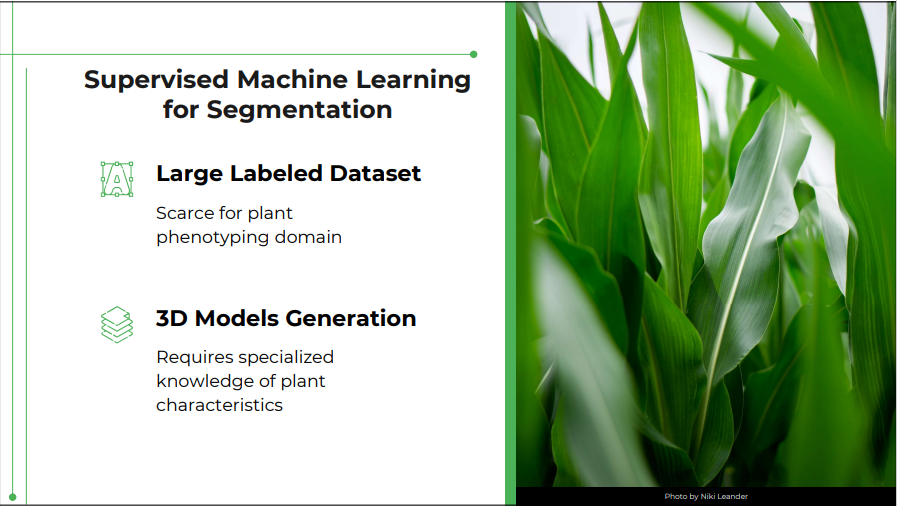 Supervised Machine Learning
for Segmentation
A
Large Labeled Dataset
Scarce for plant
phenotyping domain
3D Models Generation
Requires specialized
knowledge of plant
characteristics
Photo by Niki Leander